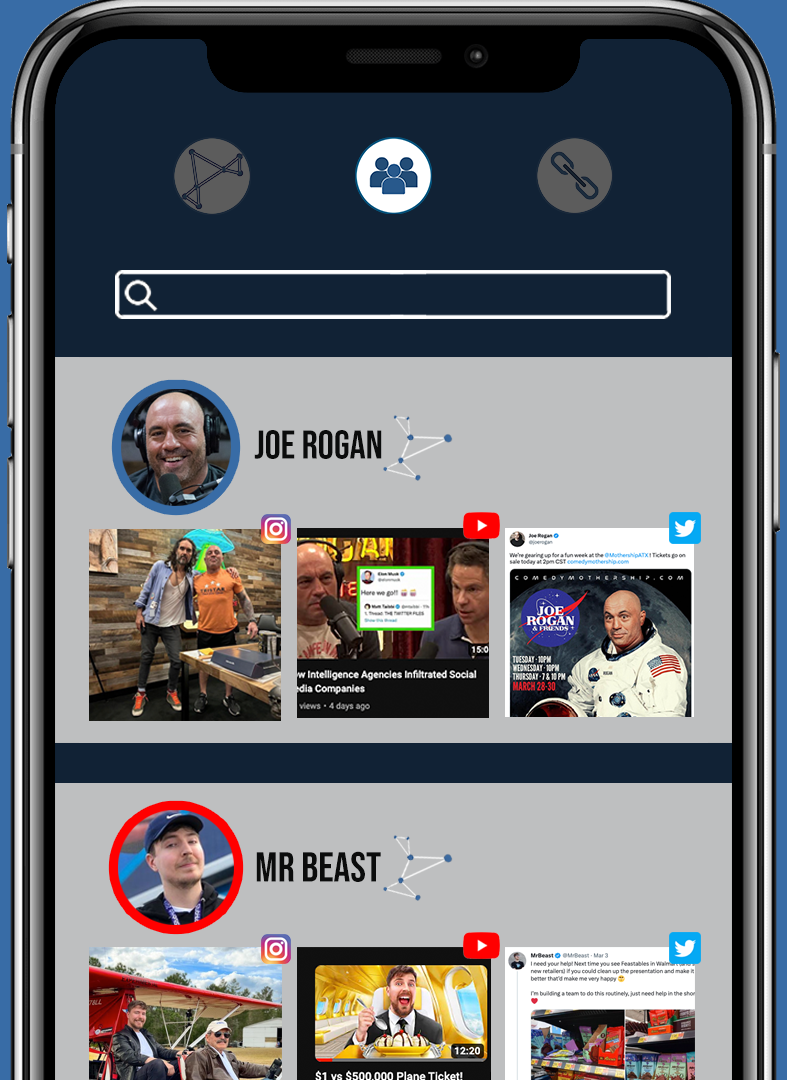 JOE ROGAN
Elon Musk
Here we go!!
Matt Taibbi
1. Thread: THE TWITTER FILES
Show this thread
15:0
w Intelligence Agencies Infiltrated Social
edia Companies
views • 4 days ago
Joe Rogan
@joerogan
We're gearing up for a fun week at the @MothershipATX ! Tickets go on
sale today at 2pm CST comedymothership.com
COMEDYMOTHERSHIP.COM
JOE
ROGAN
& FRIENDS
TUESDAY · 10PM
WEDNESDAY · 10PM
THURSDAY · 7 & 10 PM
MARCH 28-30
MR BEAST
12:20
$1 vs $500,000 Plane Ticket!
MrBeast @MrBeast · Mar 3
I need your help! Next time you see Feastables in Walmart
new retailers) if you could clean up the presentation and make it
better that'd make me very happy
I'm building a team to do this routinely, just need help in the shor